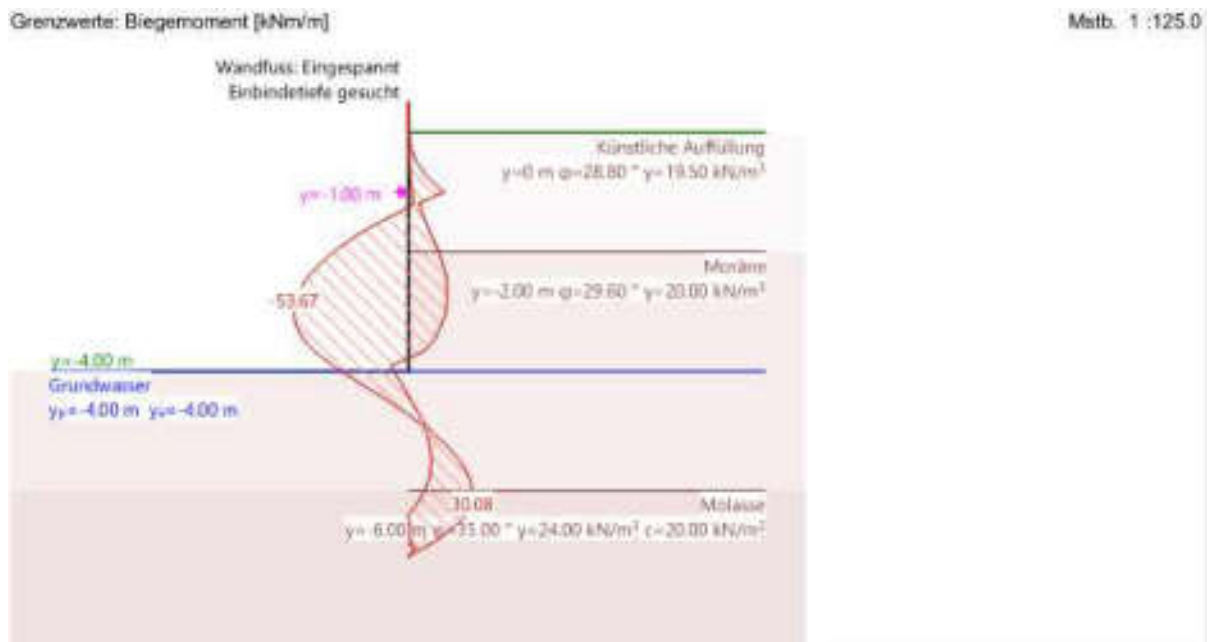 Grenzwerte: Biegemoment [kNm/m]
Mstb. 1 :125.0
Wandfuss: Eingespannt
Einbindetiefe gesucht
Künstliche Auffüllung
y=0 m φ=28.80 ° γ=19.50 kN/m³
y=-1.00 m
Moräne
y=-2.00 m φ=29.60 ° γ=20.00 kN/m³
-53.67
y=-4.00 m
Grundwasser
yₚ=-4.00 m yᵤ=-4.00 m
30.08
Molasse
y=-6.00 m 35.00 ° γ=24.00 kN/m³ c=20.00 kN/m²